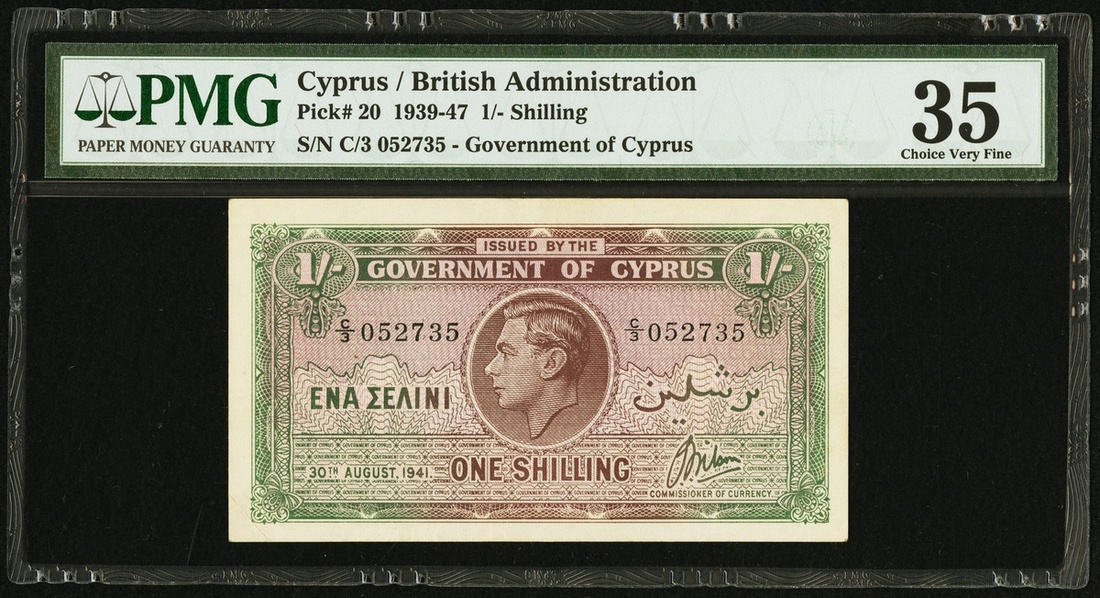 PMG
PAPER MONEY GUARANTY
Cyprus / British Administration
Pick# 20 1939-47 1/- Shilling
S/N C/3 052735 - Government of Cyprus
35
Choice Very Fine
ISSUED BY THE
1/- GOVERNMENT OF CYPRUS 1/-
C/3 052735 C/3 052735
ΕΝΑ ΣΕΛΙΝΙ بر شلين
30TH AUGUST, 1941. ONE SHILLING
COMMISSIONER OF CURRENCY